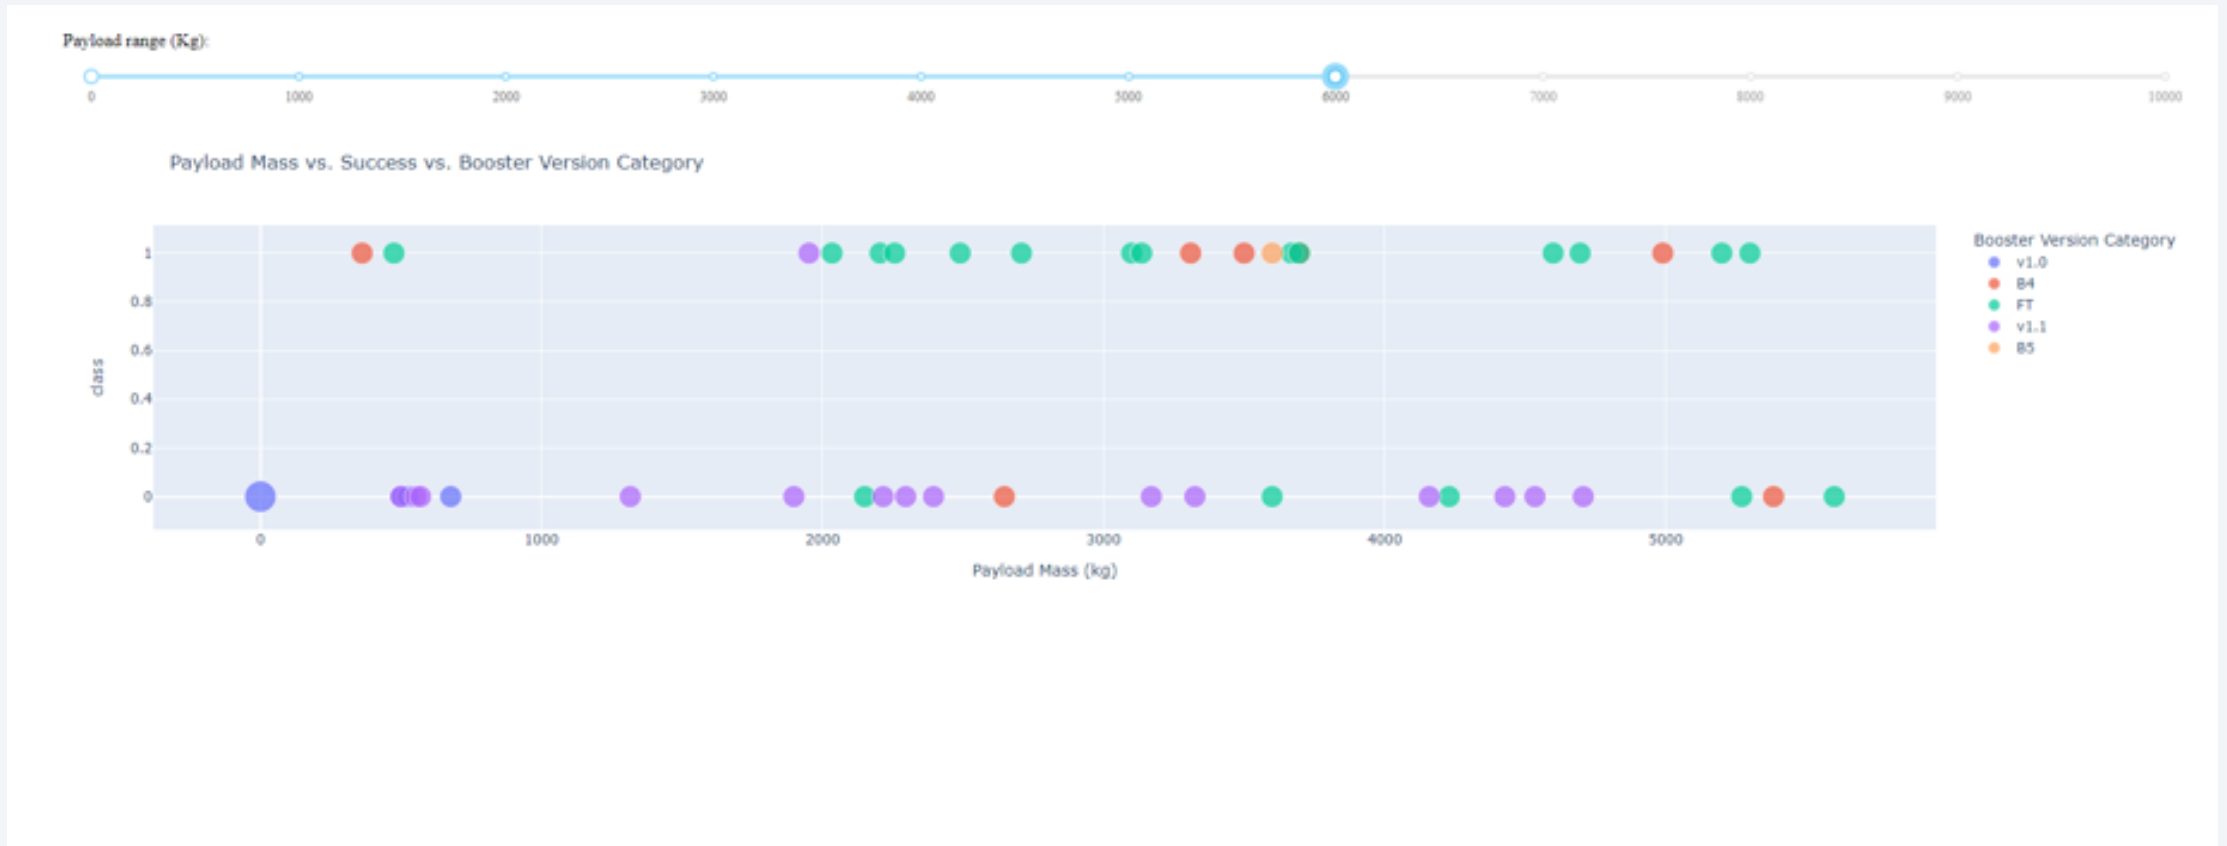 Payload range (Kg):
0 1000 2000 3000 4000 5000 6000 7000 8000 9000 10000
Payload Mass vs. Success vs. Booster Version Category
Booster Version Category
v1.0
B4
FT
v1.1
B5
1
0.8
0.6
0.4
0.2
0
class
0 1000 2000 3000 4000 5000
Payload Mass (kg)